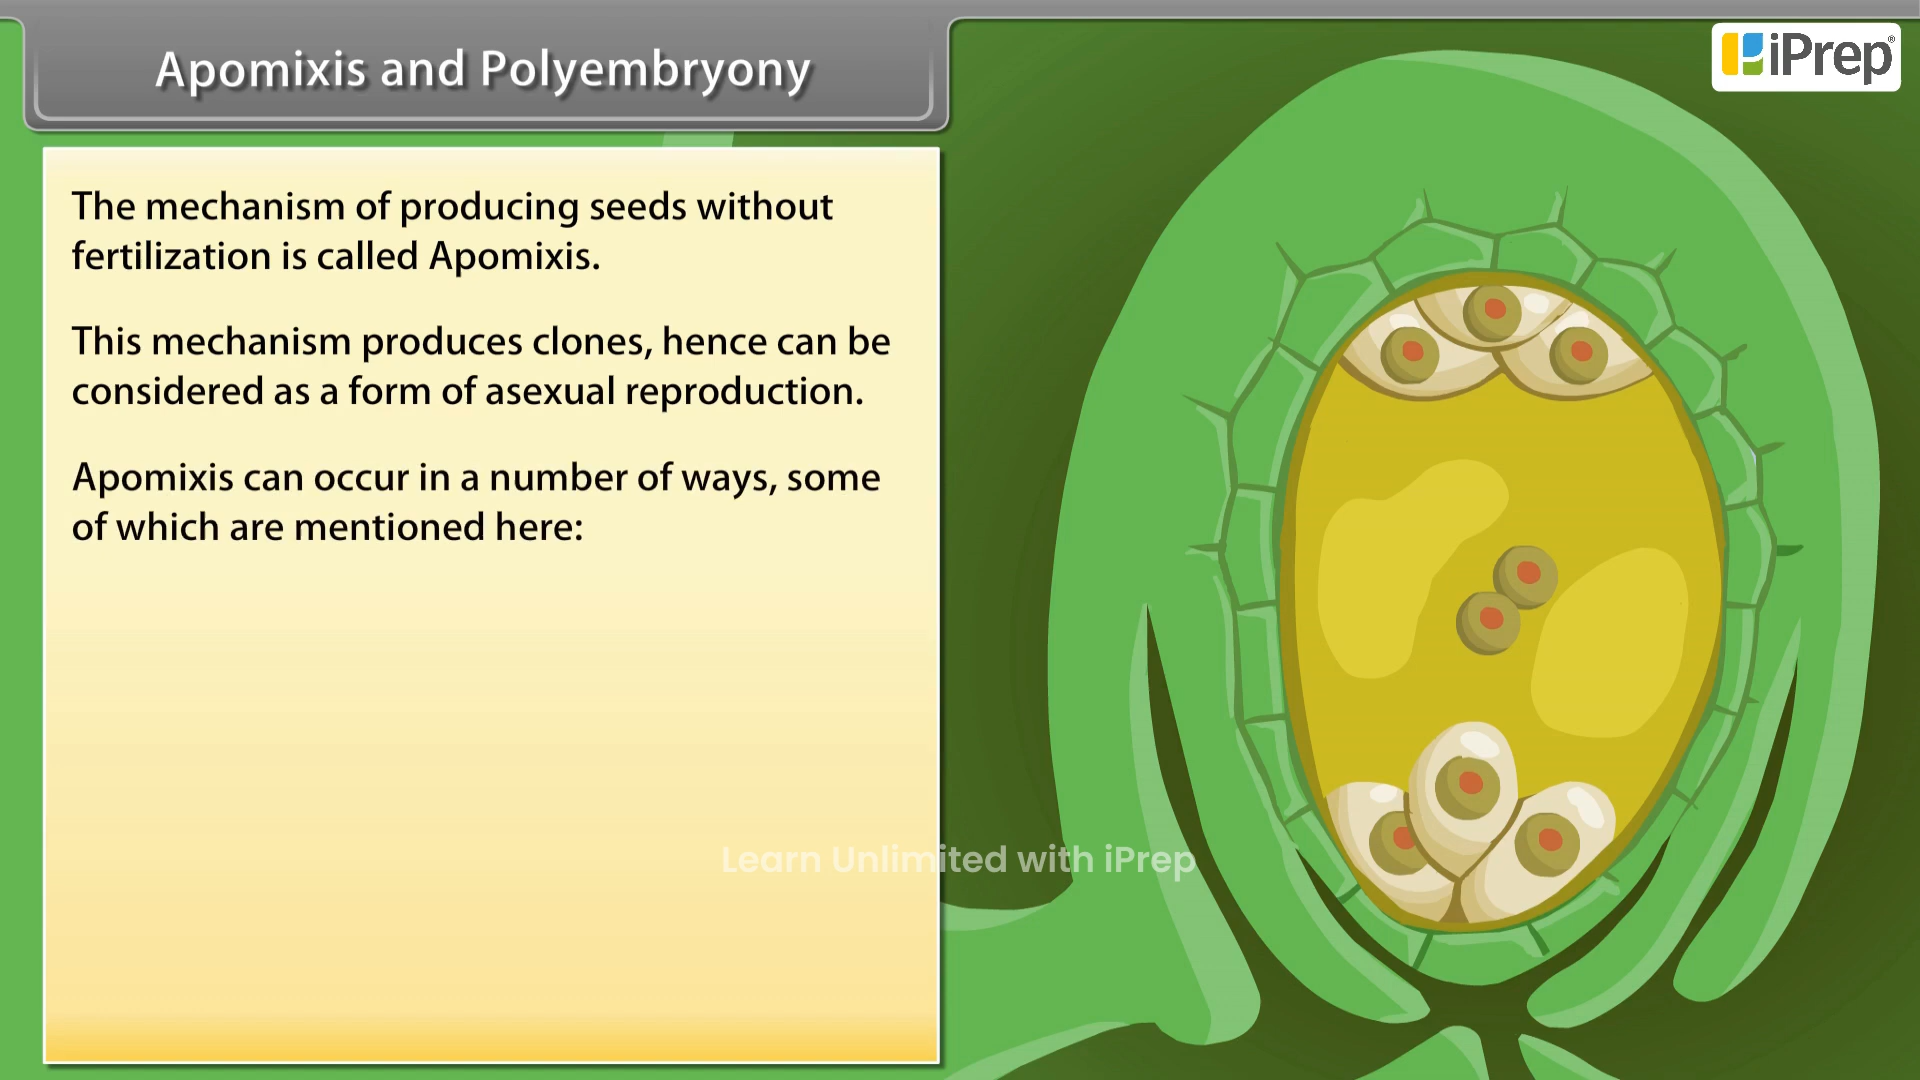 Apomixis and Polyembryony
iPrep®
The mechanism of producing seeds without
fertilization is called Apomixis.
This mechanism produces clones, hence can be
considered as a form of asexual reproduction.
Apomixis can occur in a number of ways, some
of which are mentioned here:
Learn Unlimited with iPrep